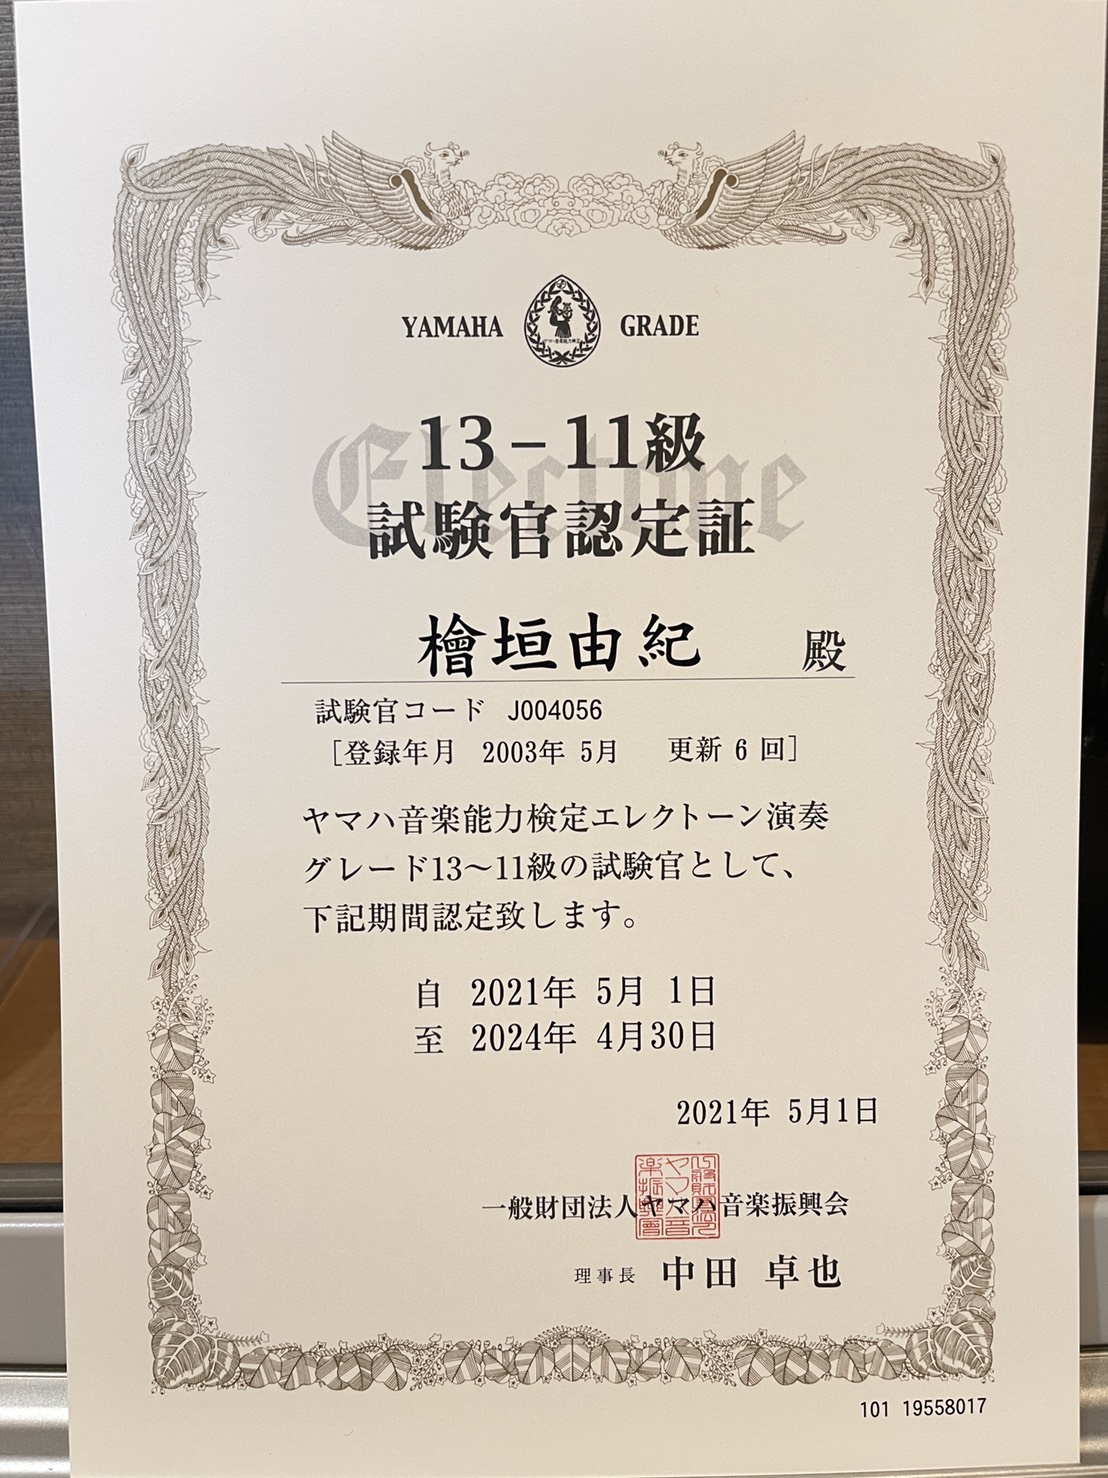 YAMAHA GRADE
Electone
13－11級
試験官認定証
檜垣由紀 殿
試験官コード J004056
［登録年月 2003年 5月 更新 6 回］
ヤマハ音楽能力検定エレクトーン演奏
グレード13～11級の試験官として、
下記期間認定致します。
自 2021年 5月 1日
至 2024年 4月30日
2021年 5月1日
一般財団法人ヤマハ音楽振興会
理事長 中田 卓也
101 19558017